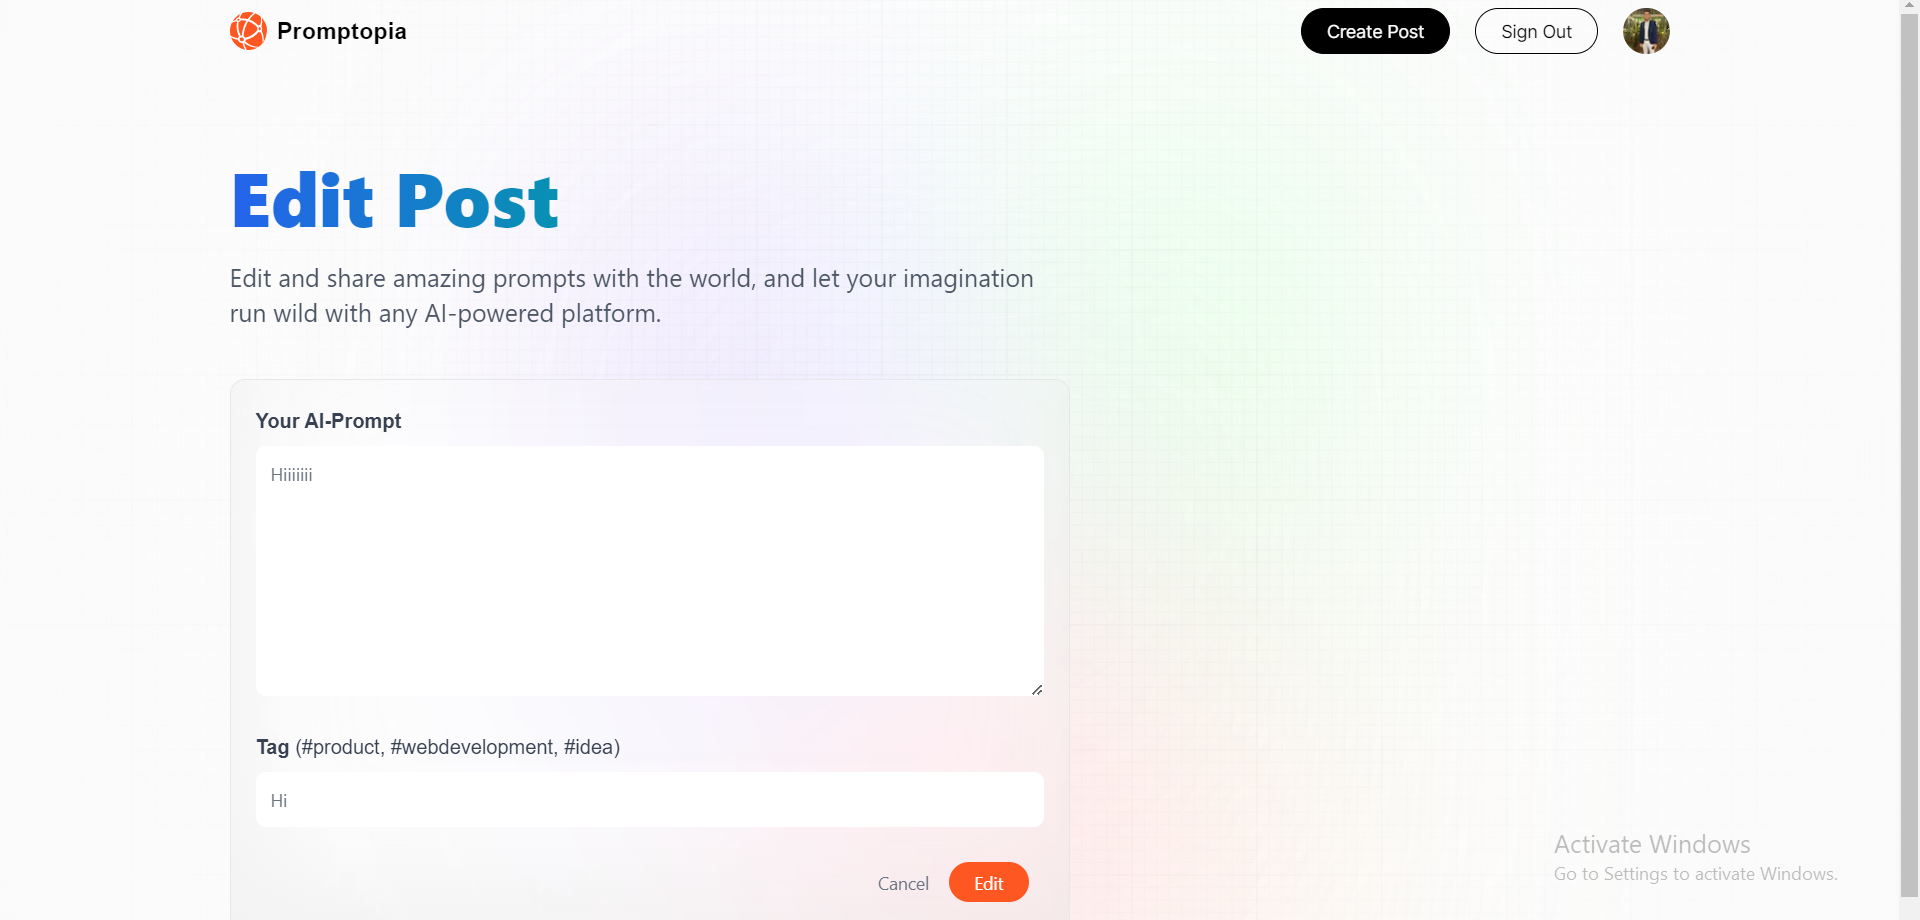 Promptopia
Create Post
Sign Out
Edit Post
Edit and share amazing prompts with the world, and let your imagination
run wild with any AI-powered platform.
Your AI-Prompt
Hiiiiiii
Tag (#product, #webdevelopment, #idea)
Hi
Cancel
Edit
Activate Windows
Go to Settings to activate Windows.